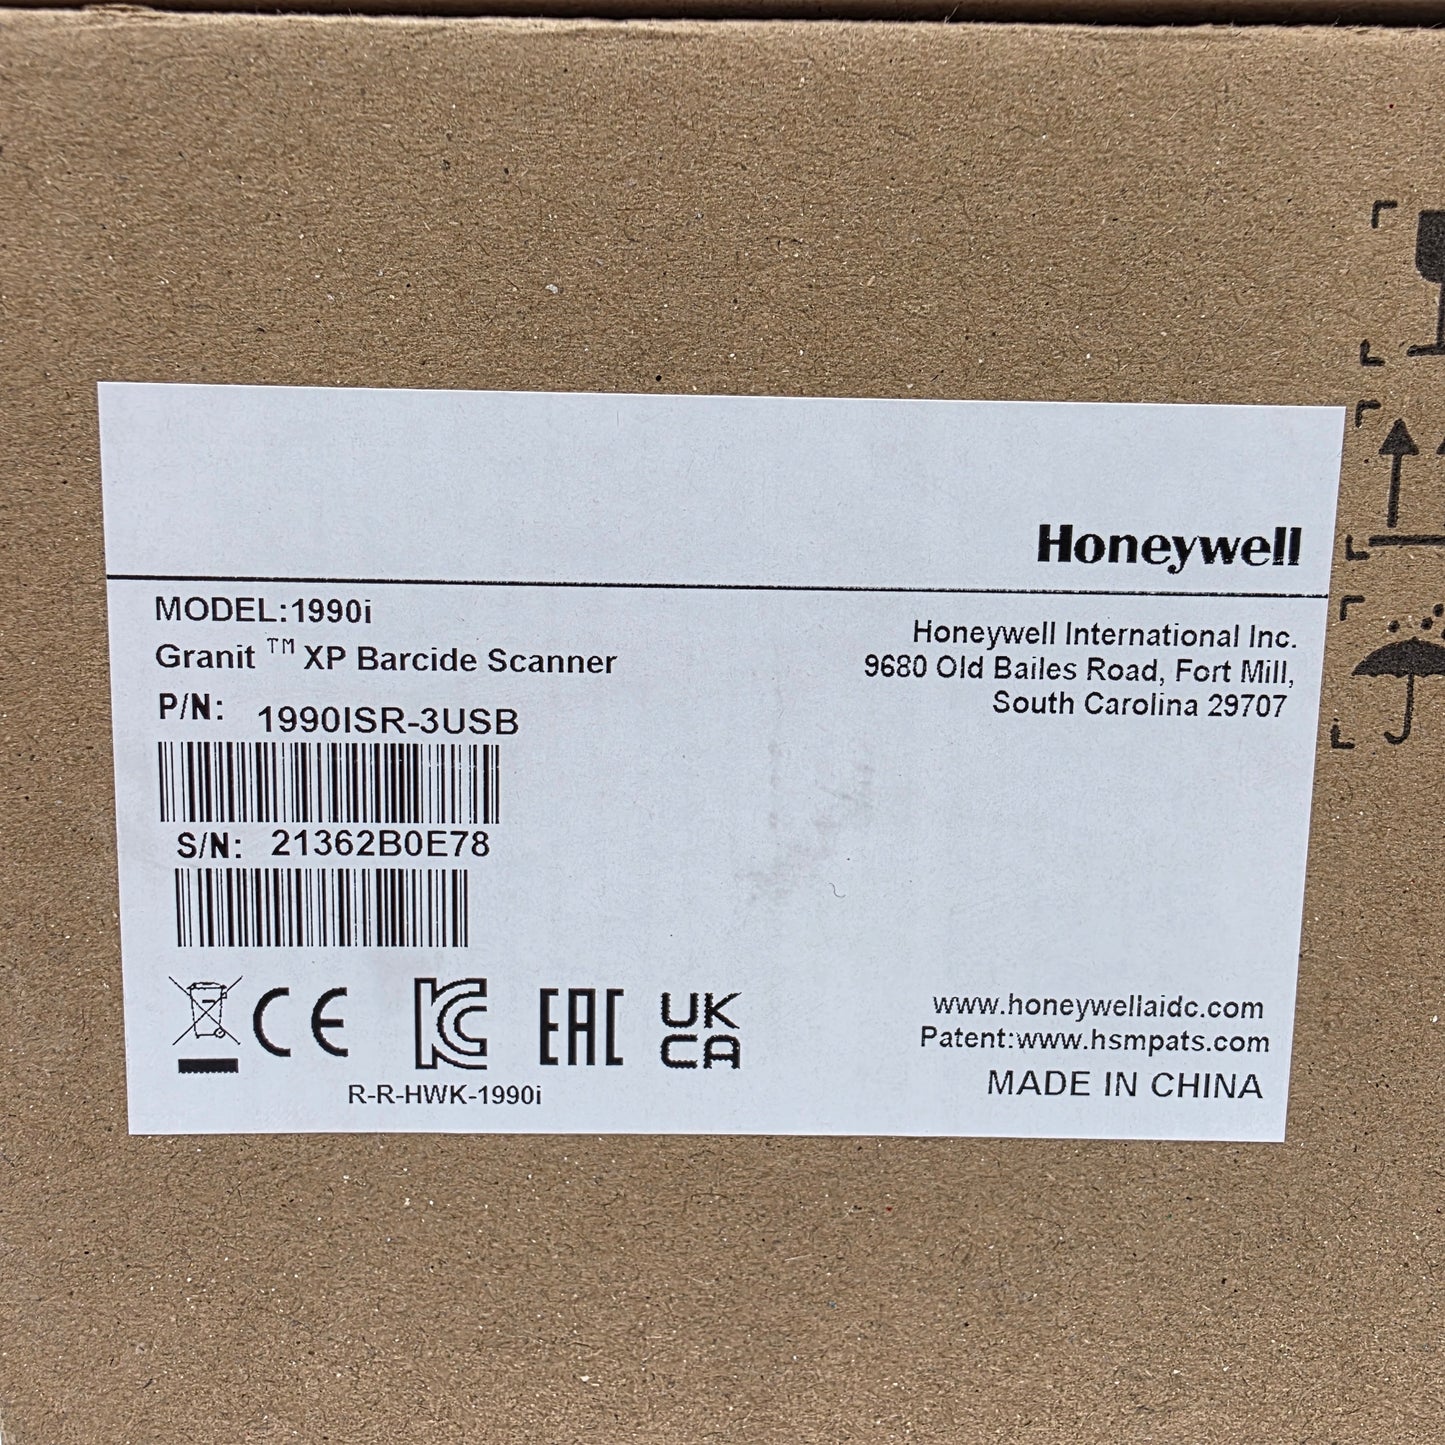 Honeywell
MODEL:1990i
Granit ™ XP Barcide Scanner
P/N: 1990ISR-3USB
S/N: 21362B0E78
Honeywell International Inc.
9680 Old Bailes Road, Fort Mill,
South Carolina 29707
CE
KC
EAC
UK
CA
R-R-HWK-1990i
www.honeywellaidc.com
Patent:www.hsmpats.com
MADE IN CHINA